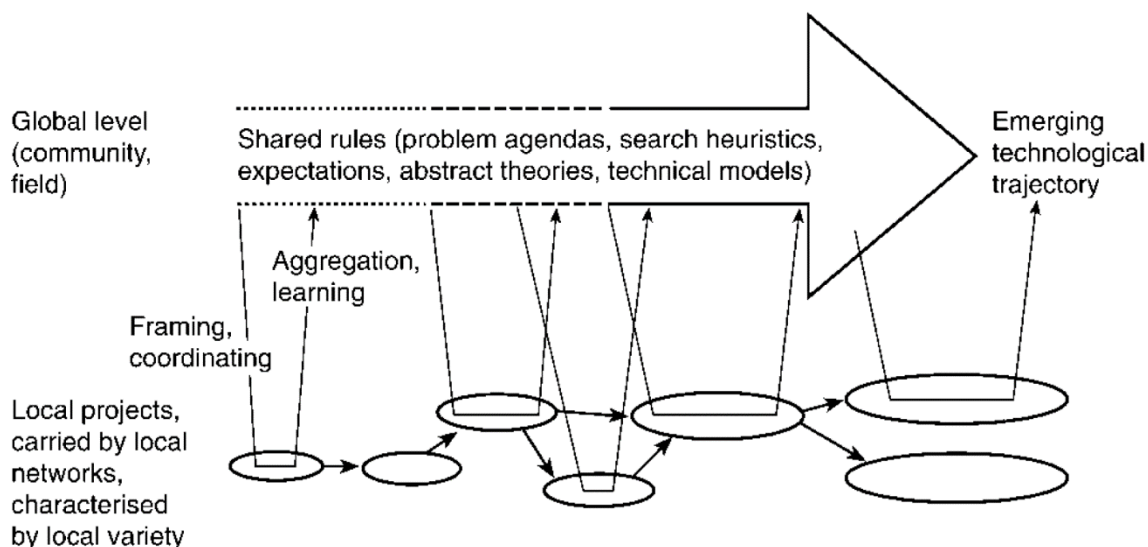 Global level
(community,
field)
Shared rules (problem agendas, search heuristics,
expectations, abstract theories, technical models)
Emerging
technological
trajectory
Aggregation,
learning
Framing,
coordinating
Local projects,
carried by local
networks,
characterised
by local variety